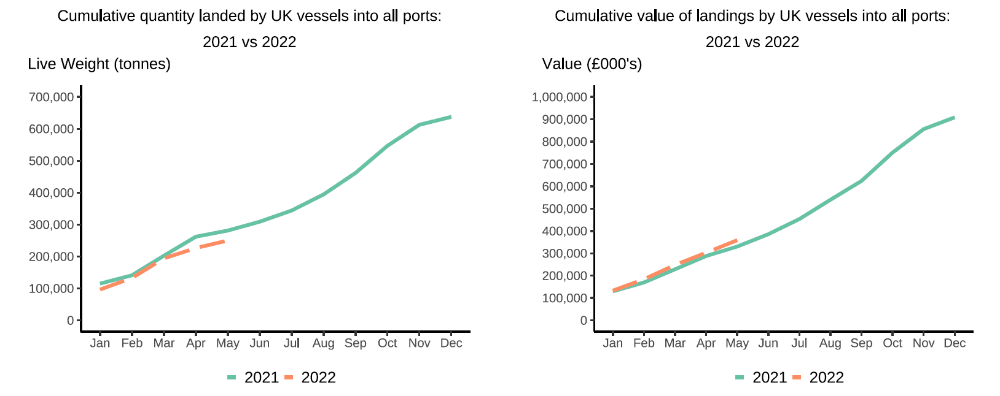 Cumulative quantity landed by UK vessels into all ports:
2021 vs 2022
Live Weight (tonnes)
700,000
600,000
500,000
400,000
300,000
200,000
100,000
0
Jan Feb Mar Apr May Jun Jul Aug Sep Oct Nov Dec
2021 2022
Cumulative value of landings by UK vessels into all ports:
2021 vs 2022
Value (£000's)
1,000,000
900,000
800,000
700,000
600,000
500,000
400,000
300,000
200,000
100,000
0
Jan Feb Mar Apr May Jun Jul Aug Sep Oct Nov Dec
2021 2022